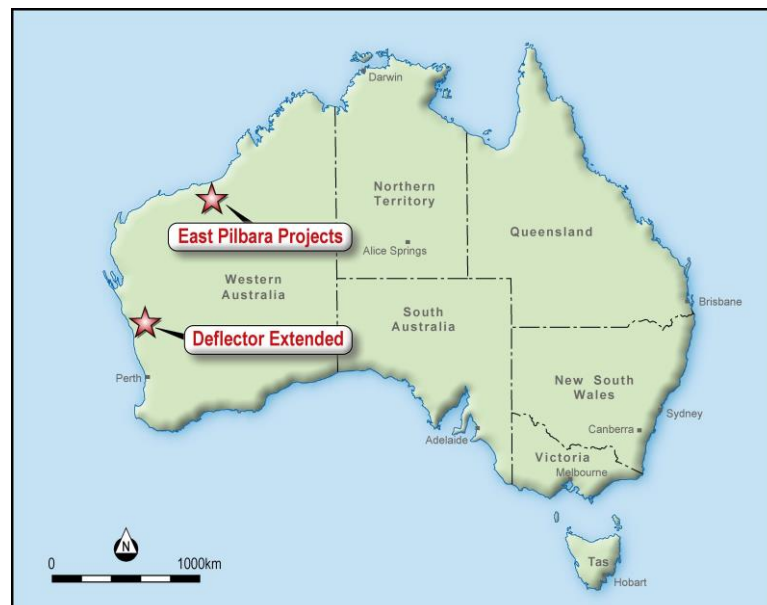 Darwin
Northern
Territory
East Pilbara Projects
Queensland
Alice Springs
Western
Australia
South
Australia
Brisbane
Deflector Extended
Perth
New South
Wales
Sydney
Canberra
Adelaide
Victoria
Melbourne
N
0 1000km
Tas
Hobart